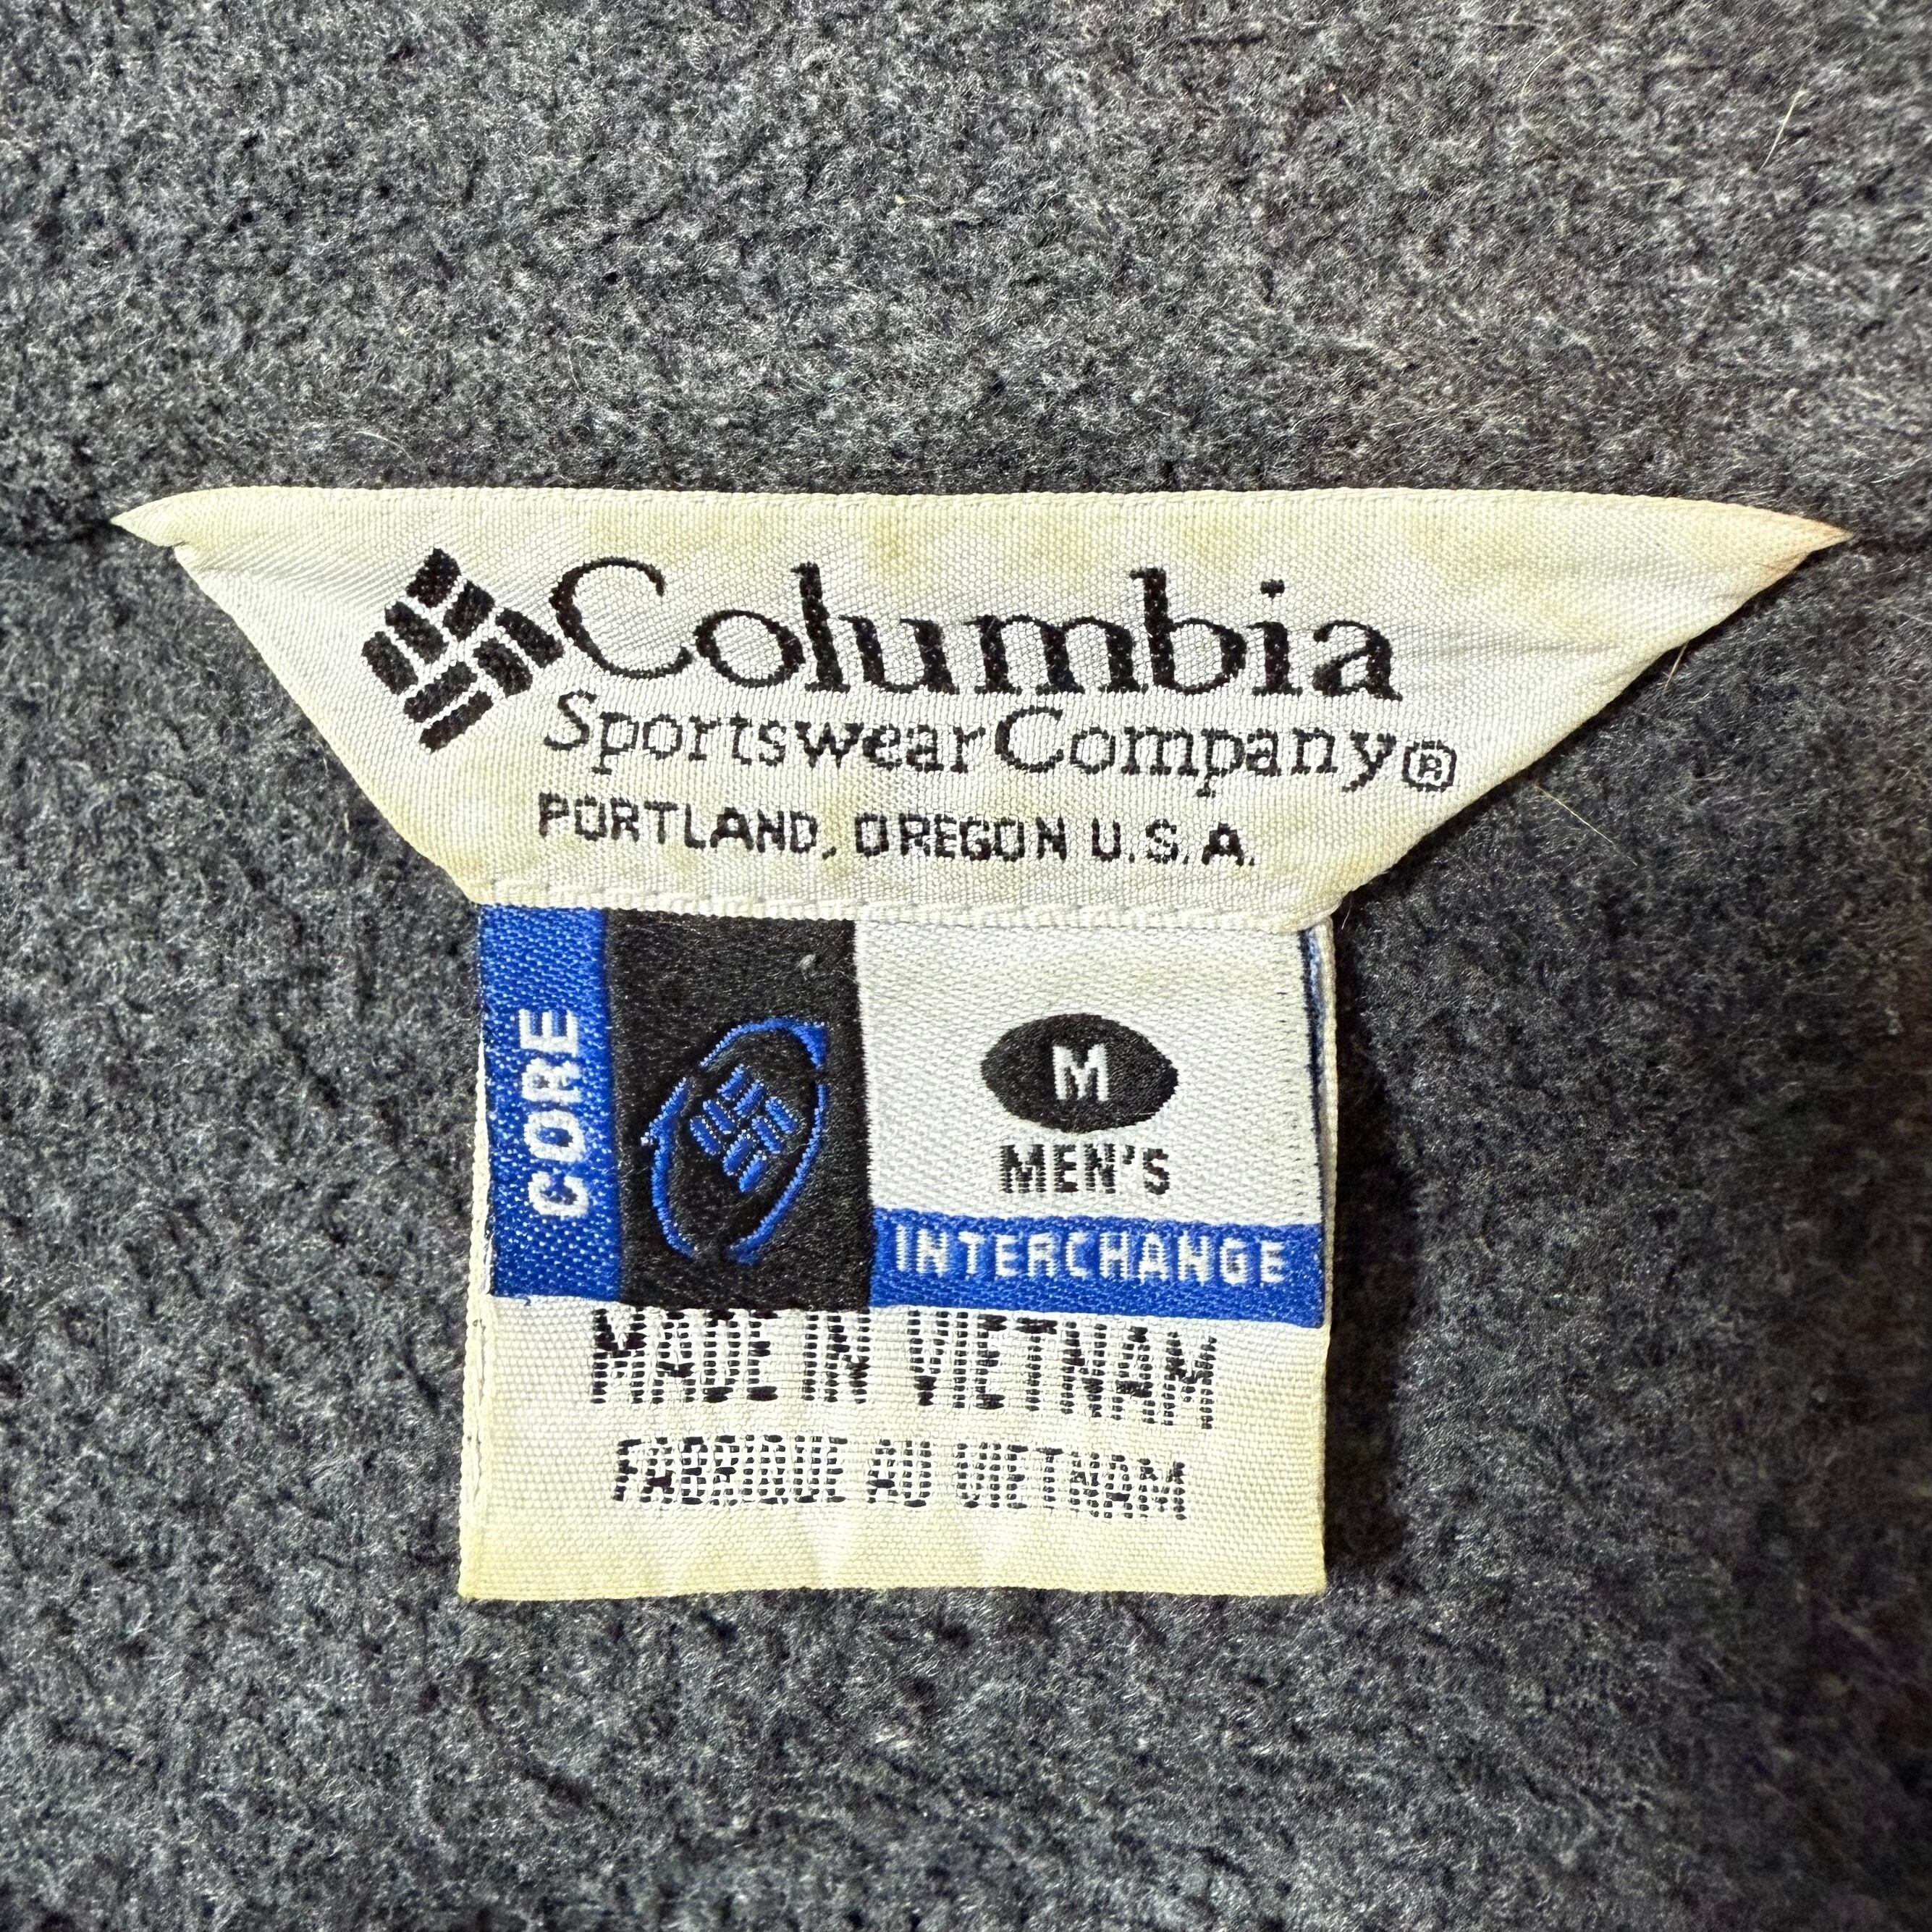 Columbia
Sportswear Company®
PORTLAND, OREGON U.S.A.
CORE
M
MEN'S
INTERCHANGE
MADE IN VIETNAM
FABRIQUE AU VIETNAM